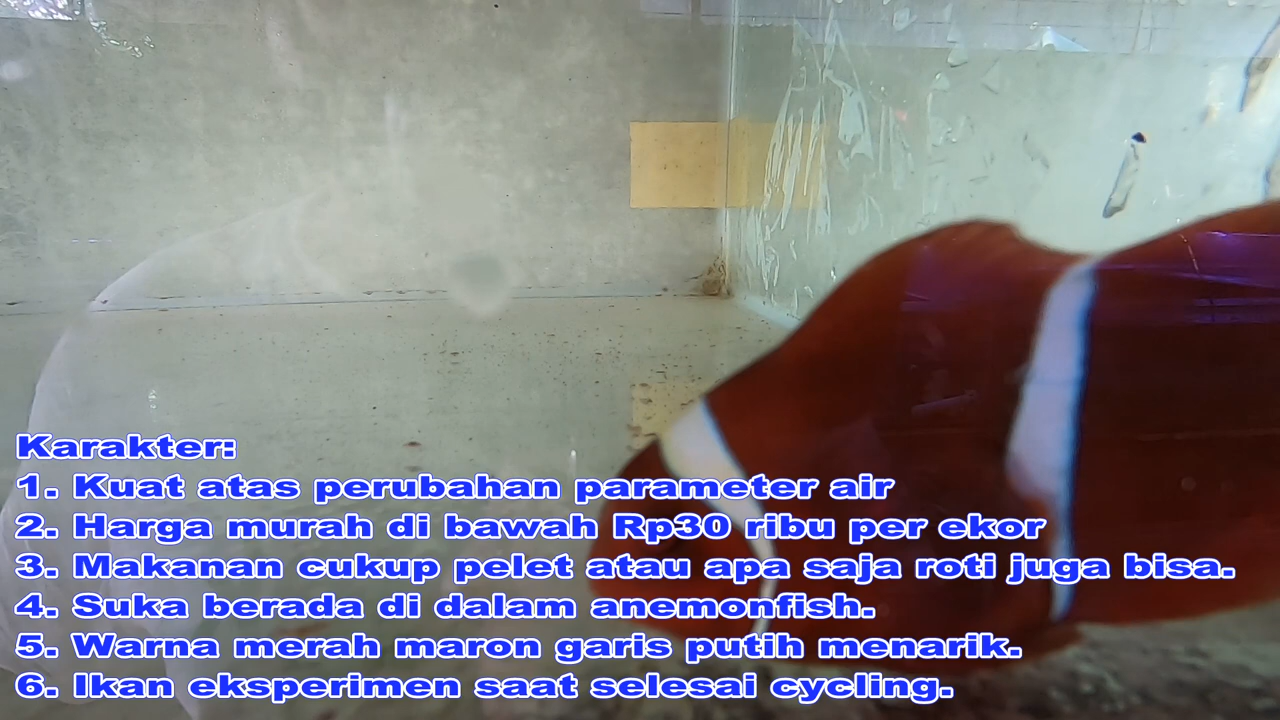 Karakter:
1. Kuat atas perubahan parameter air
2. Harga murah di bawah Rp30 ribu per ekor
3. Makanan cukup pelet atau apa saja roti juga bisa.
4. Suka berada di dalam anemonfish.
5. Warna merah maron garis putih menarik.
6. Ikan eksperimen saat selesai cycling.